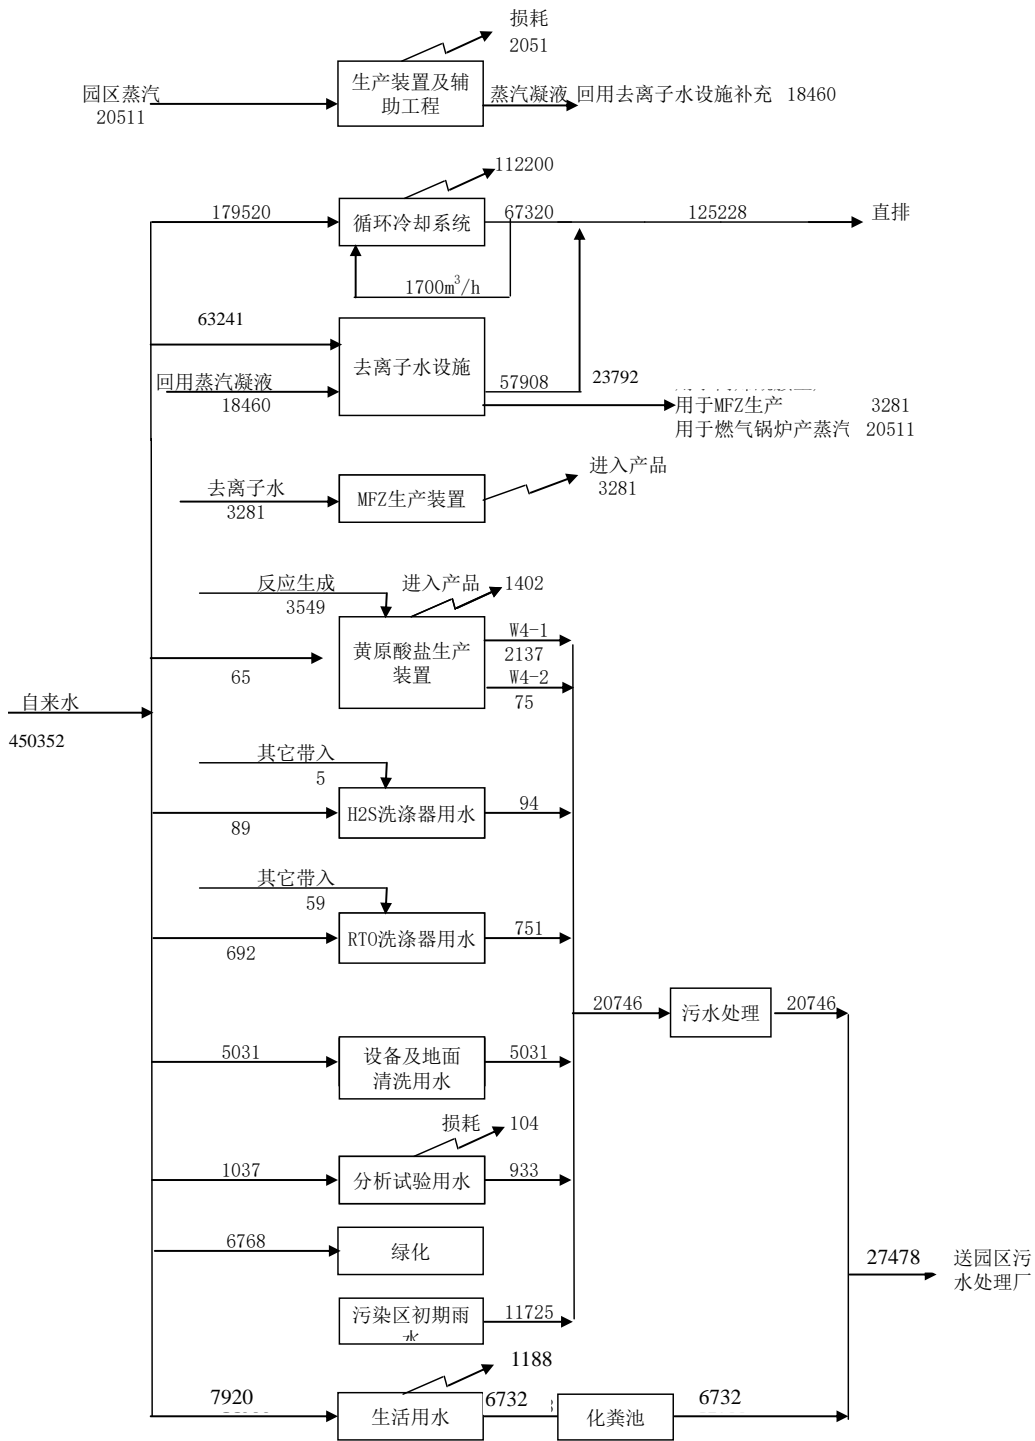 损耗
2051
园区蒸汽
20511
生产装置及辅
助工程
蒸汽凝液
回用去离子水设施补充 18460
112200
179520
循环冷却系统
67320
125228
直排
1700m³/h
63241
去离子水设施
回用蒸汽凝液
18460
57908
23792
用于MFZ生产 3281
用于燃气锅炉产蒸汽 20511
去离子水
3281
MFZ生产装置
进入产品
3281
反应生成
3549
进入产品
1402
65
黄原酸盐生产
装置
W4-1
2137
W4-2
75
自来水
450352
其它带入
5
89
H2S洗涤器用水
94
其它带入
59
692
RTO洗涤器用水
751
20746
污水处理
20746
5031
设备及地面
清洗用水
5031
损耗
104
1037
分析试验用水
933
6768
绿化
27478
送园区污
水处理厂
污染区初期雨
水
11725
1188
7920
生活用水
6732
化粪池
6732